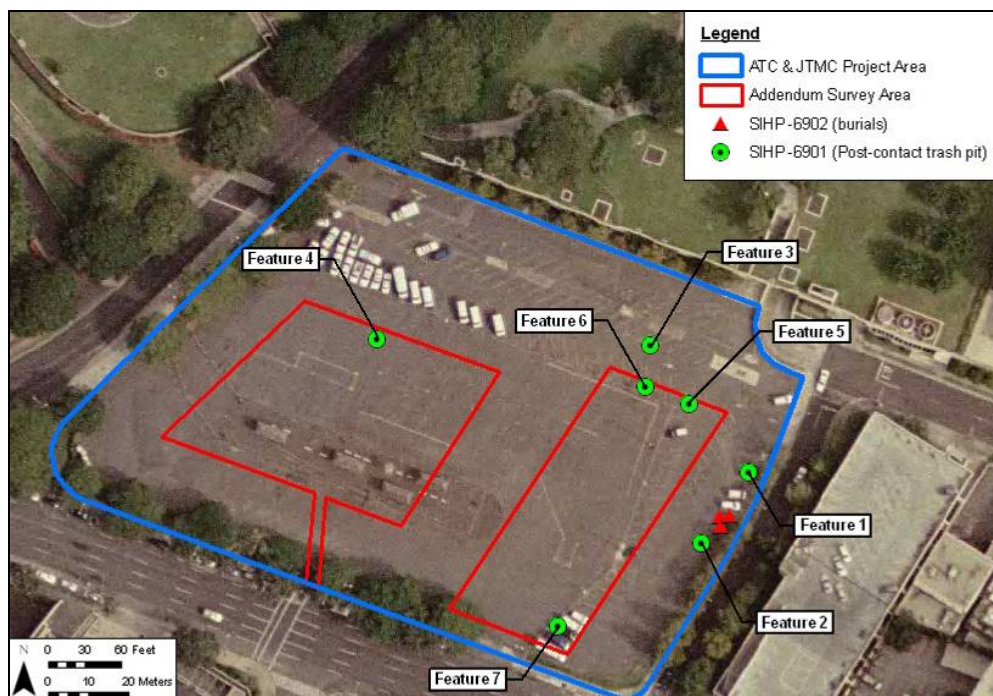 Legend
ATC & JTMC Project Area
Addendum Survey Area
SIHP-6902 (burials)
SIHP-6901 (Post-contact trash pit)
Feature 3
Feature 4
Feature 6
Feature 5
Feature 1
Feature 2
Feature 7
N
0 30 60 Feet
0 10 20 Meters